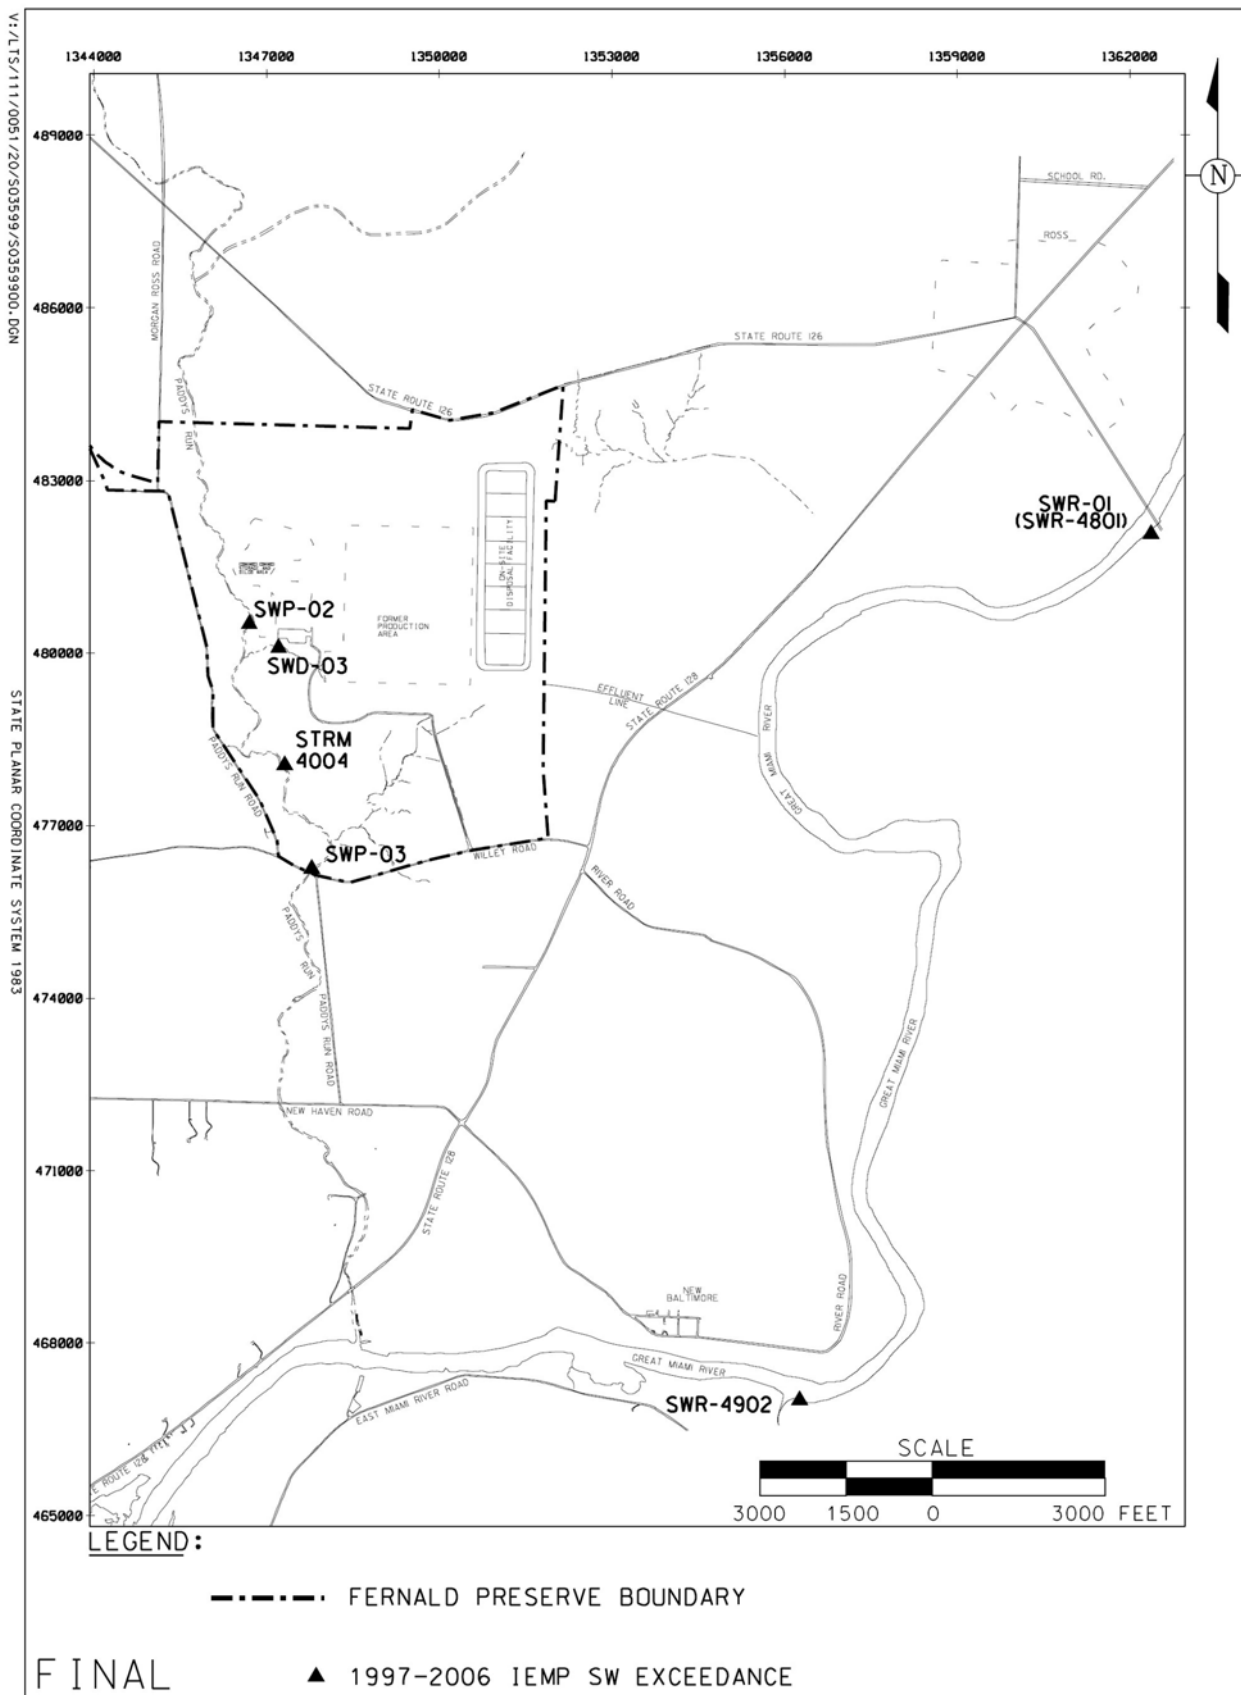 V:/LTS/111/0051/20/S03599/S0359900.DGN
STATE PLANAR COORDINATE SYSTEM 1983
1344000
1347000
1350000
1353000
1356000
1359000
1362000
489000
486000
483000
480000
477000
474000
471000
468000
465000
N
SCHOOL RD.
ROSS
MORGAN ROSS ROAD
STATE ROUTE 126
STATE ROUTE 126
PADDYS
RUN
SWR-01
(SWR-4801)
ON-SITE
DISPOSAL FACILITY
SWP-02
FORMER
PRODUCTION
AREA
SWD-03
EFFLUENT
LINE
STATE ROUTE 128
GREAT MIAMI
RIVER
STRM
4004
PADDYS RUN ROAD
SWP-03
WILLEY ROAD
RIVER ROAD
PADDYS
RUN
PADDYS RUN ROAD
GREAT MIAMI RIVER
NEW HAVEN ROAD
STATE ROUTE 128
NEW
BALTIMORE
RIVER ROAD
GREAT MIAMI RIVER
SWR-4902
EAST MIAMI RIVER ROAD
E ROUTE 128
SCALE
3000
1500
0
3000 FEET
LEGEND:
FERNALD PRESERVE BOUNDARY
FINAL
1997-2006 IEMP SW EXCEEDANCE